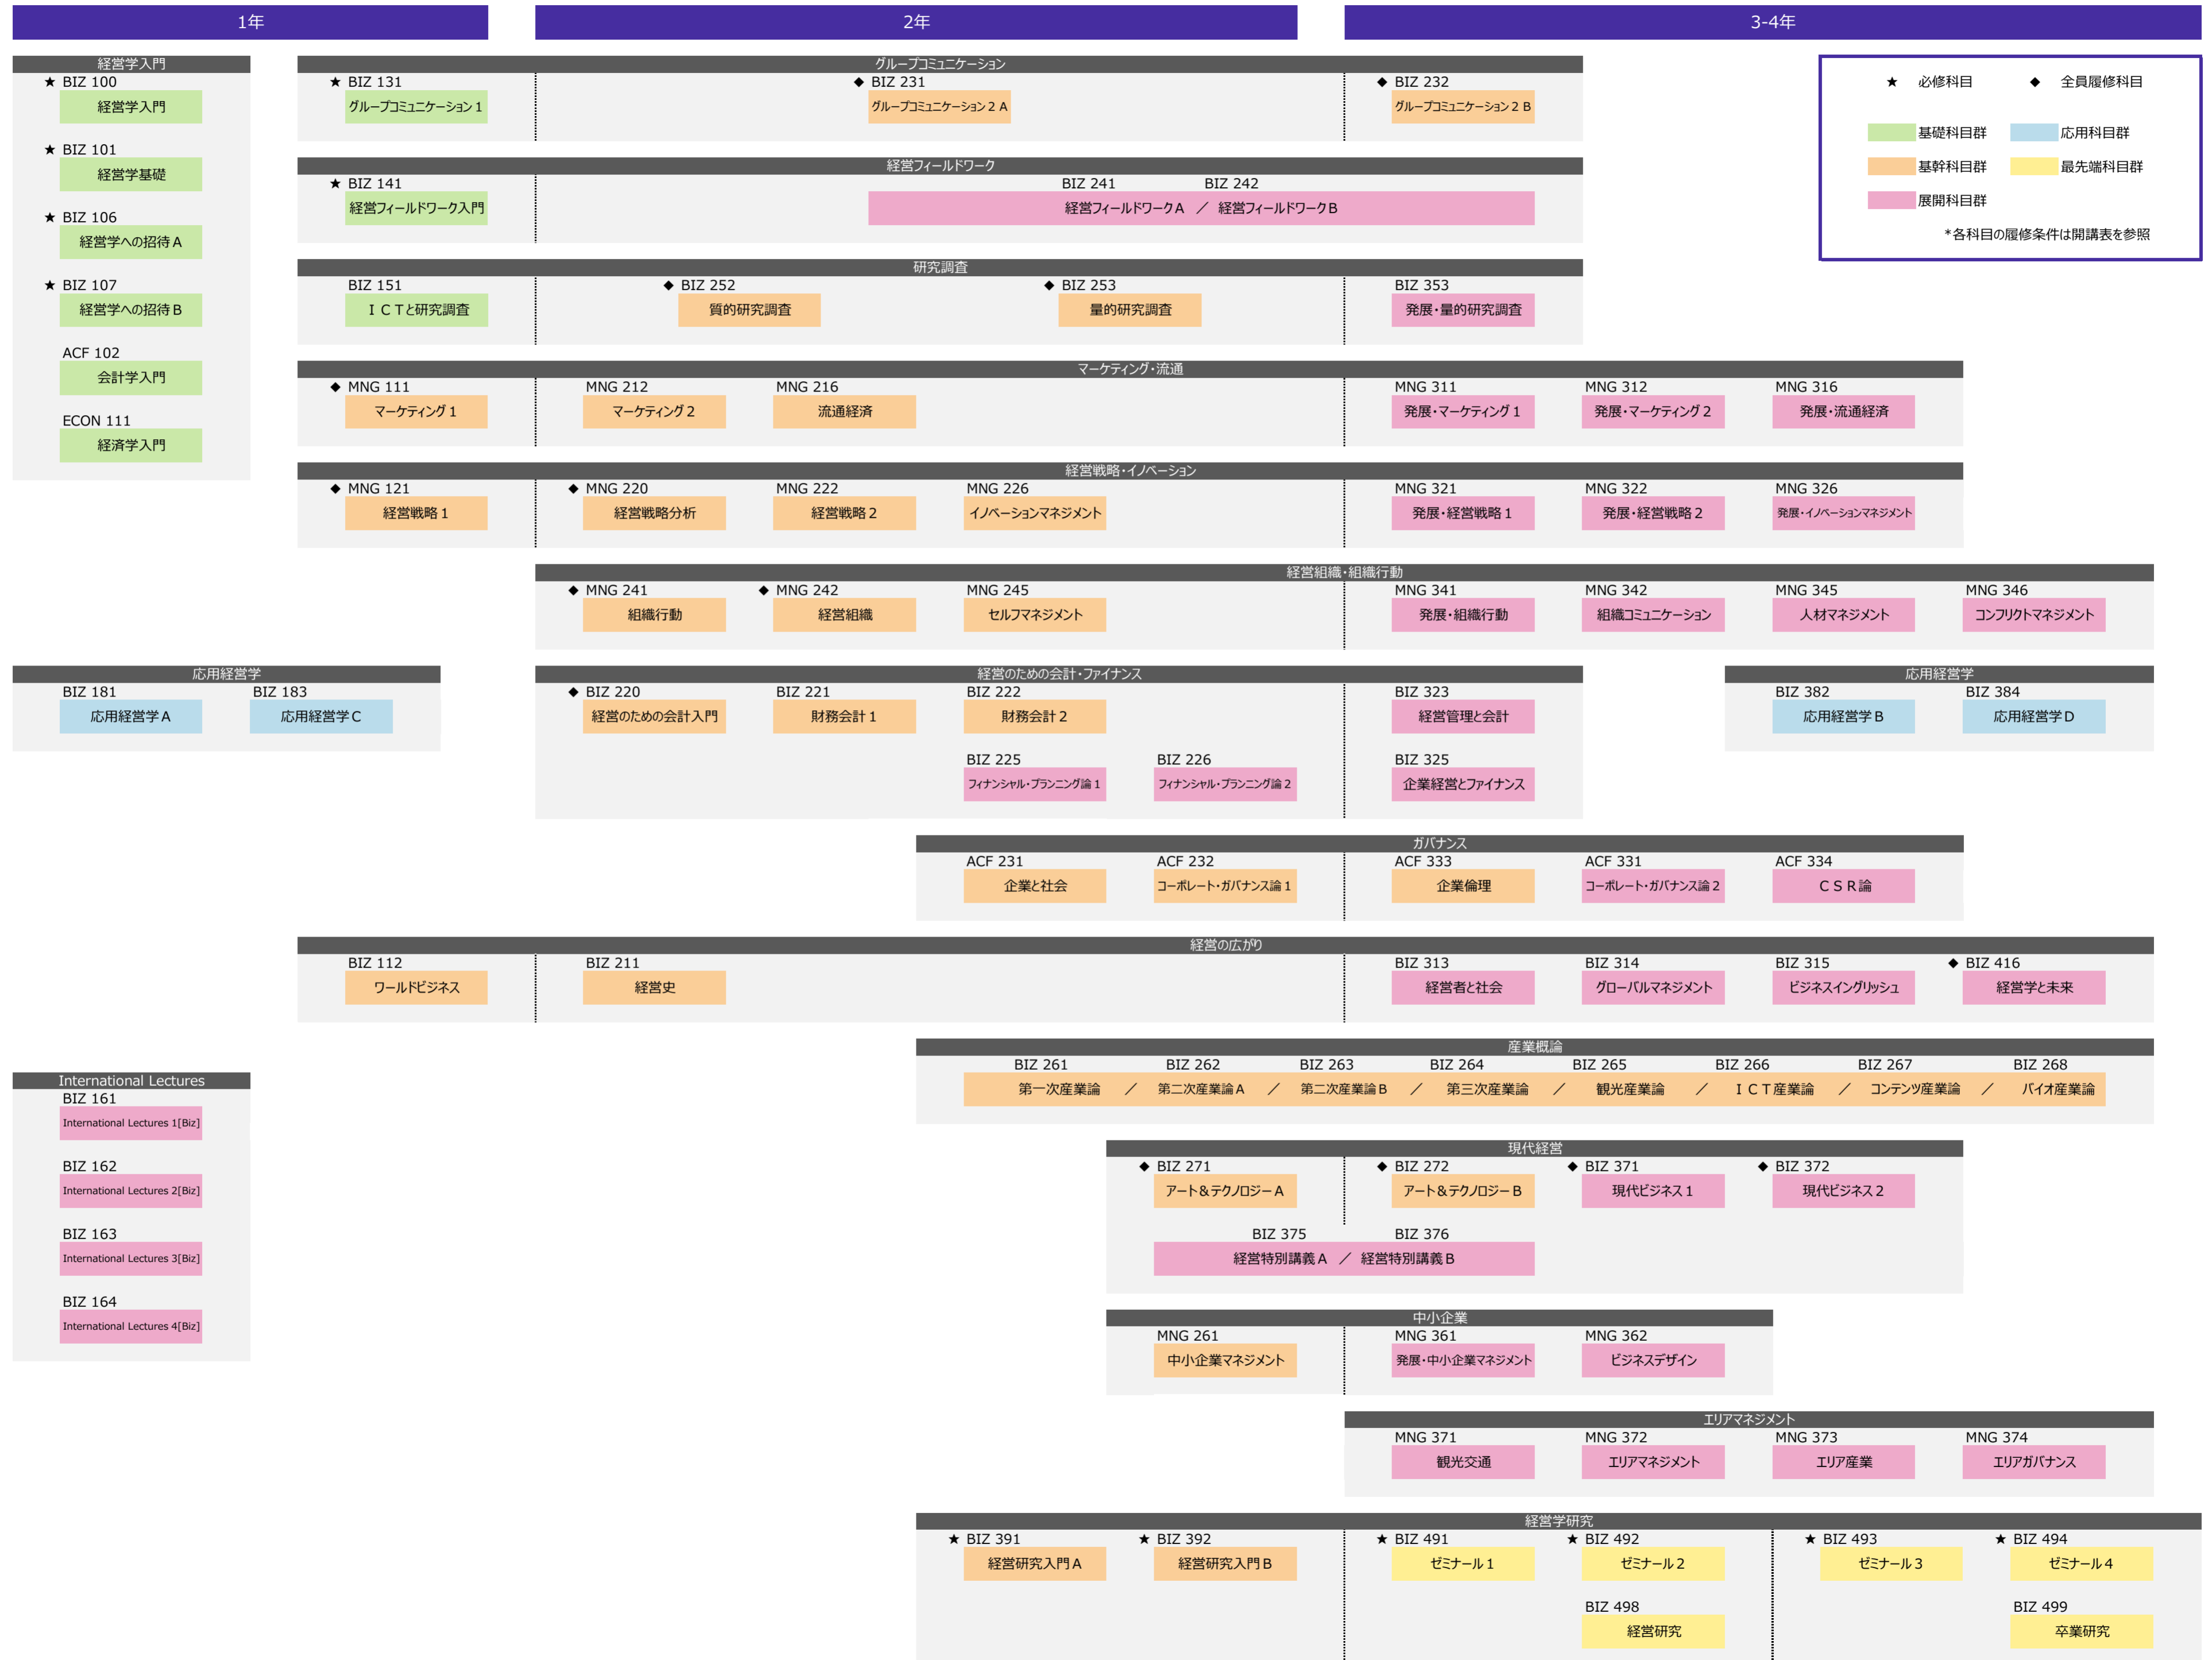 1年
2年
3-4年
経営学入門
★ BIZ 100
経営学入門
★ BIZ 101
経営学基礎
★ BIZ 106
経営学への招待A
★ BIZ 107
経営学への招待B
ACF 102
会計学入門
ECON 111
経済学入門
グループコミュニケーション
★ BIZ 131
グループコミュニケーション1
◆ BIZ 231
グループコミュニケーション2A
◆ BIZ 232
グループコミュニケーション2B
★ 必修科目
◆ 全員履修科目
基礎科目群
応用科目群
基幹科目群
最先端科目群
展開科目群
*各科目の履修条件は開講表を参照
経営フィールドワーク
★ BIZ 141
経営フィールドワーク入門
BIZ 241 BIZ 242
経営フィールドワークA ／ 経営フィールドワークB
研究調査
BIZ 151
ICTと研究調査
◆ BIZ 252
質的研究調査
◆ BIZ 253
量的研究調査
BIZ 353
発展・量的研究調査
マーケティング・流通
◆ MNG 111
マーケティング1
MNG 212
マーケティング2
MNG 216
流通経済
MNG 311
発展・マーケティング1
MNG 312
発展・マーケティング2
MNG 316
発展・流通経済
経営戦略・イノベーション
◆ MNG 121
経営戦略1
◆ MNG 220
経営戦略分析
MNG 222
経営戦略2
MNG 226
イノベーションマネジメント
MNG 321
発展・経営戦略1
MNG 322
発展・経営戦略2
MNG 326
発展・イノベーションマネジメント
経営組織・組織行動
◆ MNG 241
組織行動
◆ MNG 242
経営組織
MNG 245
セルフマネジメント
MNG 341
発展・組織行動
MNG 342
組織コミュニケーション
MNG 345
人材マネジメント
MNG 346
コンフリクトマネジメント
応用経営学
BIZ 181
応用経営学A
BIZ 183
応用経営学C
経営のための会計・ファイナンス
◆ BIZ 220
経営のための会計入門
BIZ 221
財務会計1
BIZ 222
財務会計2
BIZ 323
経営管理と会計
BIZ 225
フィナンシャル・プランニング論1
BIZ 226
フィナンシャル・プランニング論2
BIZ 325
企業経営とファイナンス
応用経営学
BIZ 382
応用経営学B
BIZ 384
応用経営学D
ガバナンス
ACF 231
企業と社会
ACF 232
コーポレート・ガバナンス論1
ACF 333
企業倫理
ACF 331
コーポレート・ガバナンス論2
ACF 334
CSR論
経営の広がり
BIZ 112
ワールドビジネス
BIZ 211
経営史
BIZ 313
経営者と社会
BIZ 314
グローバルマネジメント
BIZ 315
ビジネスイングリッシュ
◆ BIZ 416
経営学と未来
産業概論
BIZ 261 BIZ 262 BIZ 263 BIZ 264 BIZ 265 BIZ 266 BIZ 267 BIZ 268
第一次産業論 ／ 第二次産業論A ／ 第二次産業論B ／ 第三次産業論 ／ 観光産業論 ／ ICT産業論 ／ コンテンツ産業論 ／ バイオ産業論
International Lectures
BIZ 161
International Lectures 1[Biz]
BIZ 162
International Lectures 2[Biz]
BIZ 163
International Lectures 3[Biz]
BIZ 164
International Lectures 4[Biz]
現代経営
◆ BIZ 271
アート＆テクノロジーA
◆ BIZ 272
アート＆テクノロジーB
◆ BIZ 371
現代ビジネス1
◆ BIZ 372
現代ビジネス2
BIZ 375 BIZ 376
経営特別講義A ／ 経営特別講義B
中小企業
MNG 261
中小企業マネジメント
MNG 361
発展・中小企業マネジメント
MNG 362
ビジネスデザイン
エリアマネジメント
MNG 371
観光交通
MNG 372
エリアマネジメント
MNG 373
エリア産業
MNG 374
エリアガバナンス
経営学研究
★ BIZ 391
経営研究入門A
★ BIZ 392
経営研究入門B
★ BIZ 491
ゼミナール1
★ BIZ 492
ゼミナール2
★ BIZ 493
ゼミナール3
★ BIZ 494
ゼミナール4
BIZ 498
経営研究
BIZ 499
卒業研究